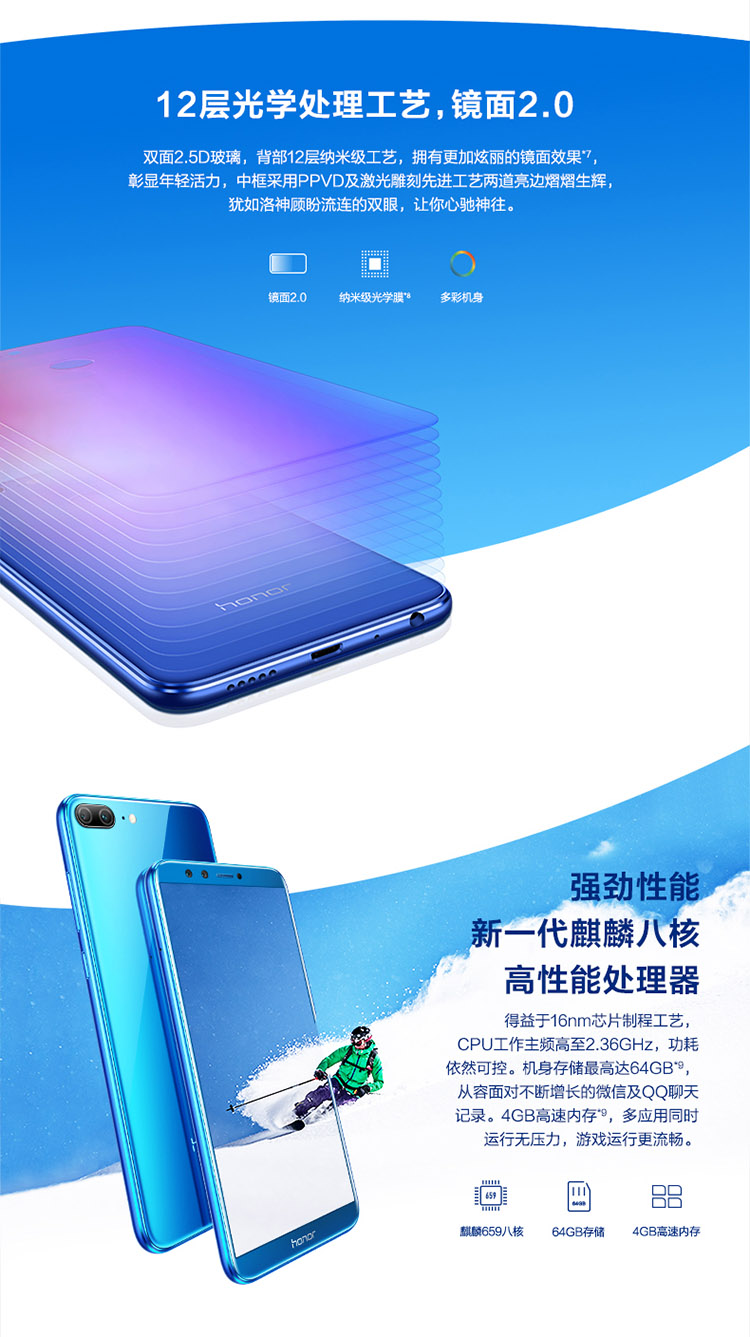 12层光学处理工艺,镜面2.0
双面2.5D玻璃，背部12层纳米级工艺，拥有更加炫丽的镜面效果*7，
彰显年轻活力，中框采用PPVD及激光雕刻先进工艺两道亮边熠熠生辉，
犹如洛神顾盼流连的双眼，让你心驰神往。
镜面2.0 纳米级光学膜*8 多彩机身
honor
强劲性能
新一代麒麟八核
高性能处理器
得益于16nm芯片制程工艺，
CPU工作主频高至2.36GHz，功耗
依然可控。机身存储最高达64GB*9，
从容面对不断增长的微信及QQ聊天
记录。4GB高速内存*9，多应用同时
运行无压力，游戏运行更流畅。
659 64GB
麒麟659八核 64GB存储 4GB高速内存
honor